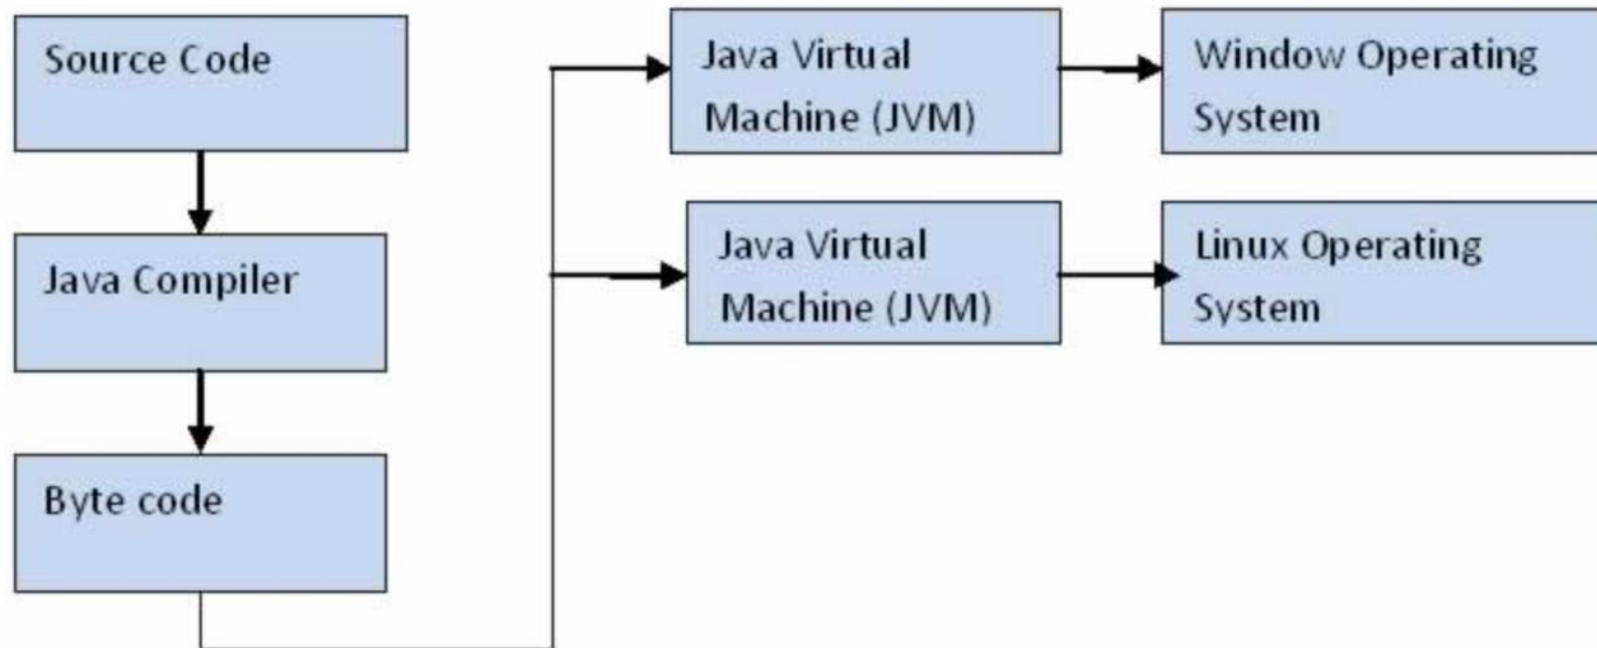 Source Code
Java Compiler
Byte code
Java Virtual
Machine (JVM)
Window Operating
System
Java Virtual
Machine (JVM)
Linux Operating
System